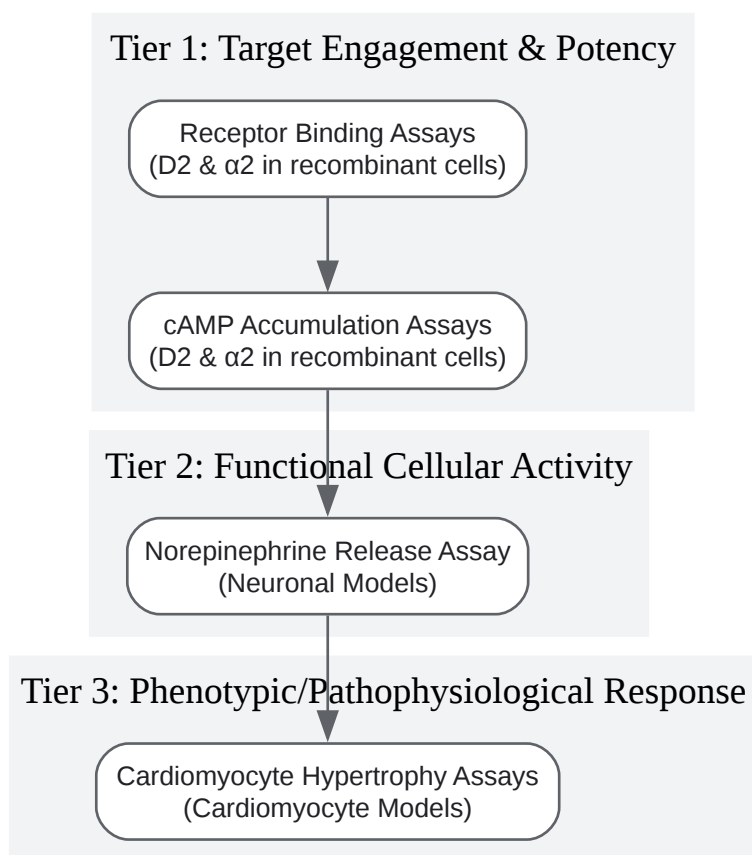 Tier 1: Target Engagement & Potency
Receptor Binding Assays
(D2 & α2 in recombinant cells)
cAMP Accumulation Assays
(D2 & α2 in recombinant cells)
Tier 2: Functional Cellular Activity
Norepinephrine Release Assay
(Neuronal Models)
Tier 3: Phenotypic/Pathophysiological Response
Cardiomyocyte Hypertrophy Assays
(Cardiomyocyte Models)